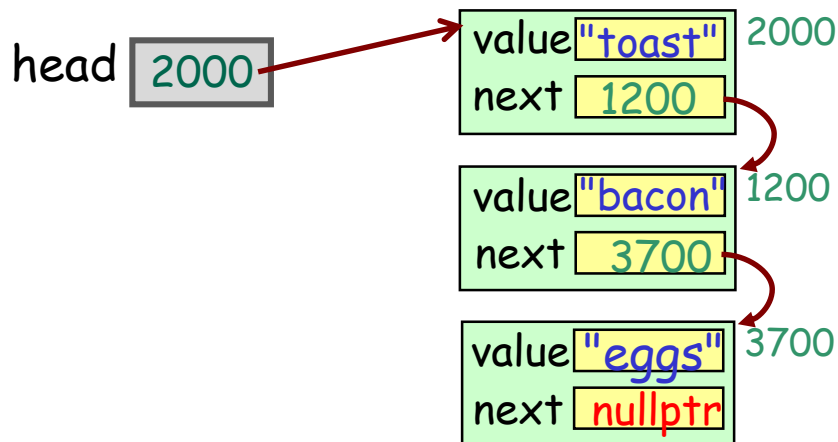 head 2000
value "toast" 2000
next 1200
value "bacon" 1200
next 3700
value "eggs" 3700
next nullptr